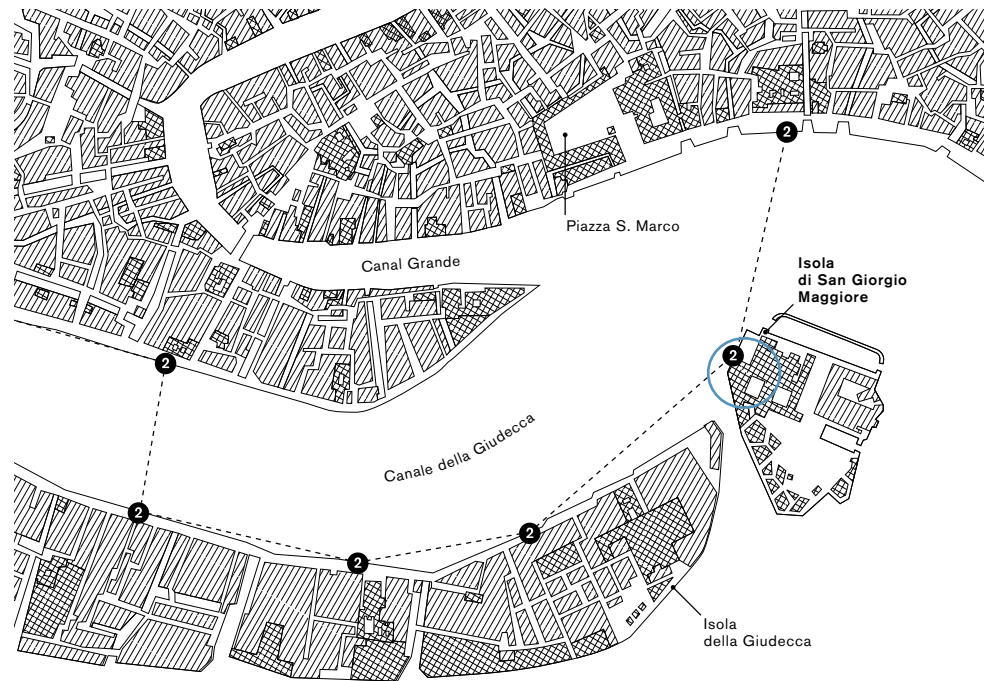 2
Piazza S. Marco
Canal Grande
Isola
di San Giorgio
Maggiore
2
2
Canale della Giudecca
2
2
2
Isola
della Giudecca